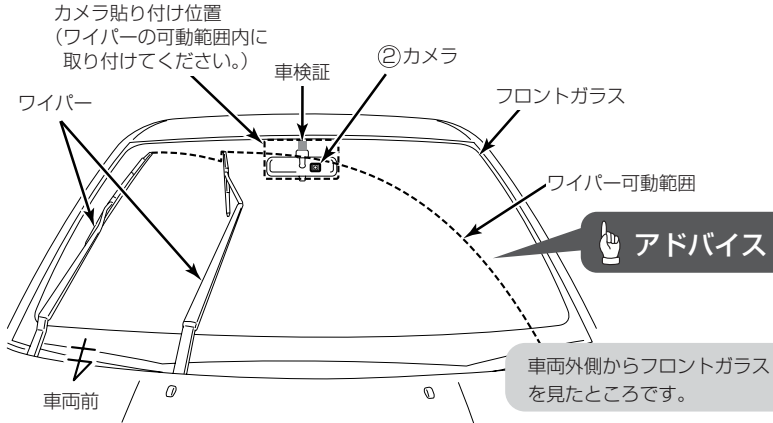 カメラ貼り付け位置
（ワイパーの可動範囲内に
取り付けてください。）
車検証
②カメラ
ワイパー
フロントガラス
ワイパー可動範囲
アドバイス
車両外側からフロントガラス
を見たところです。
車両前